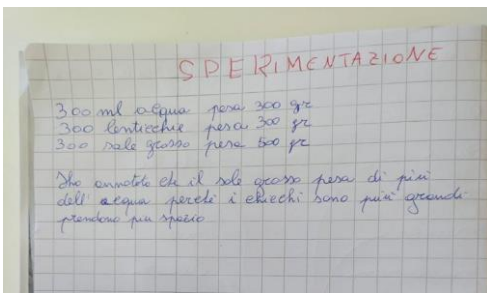 SPERIMENTAZIONE
300 ml acqua pesa 300 gr
300 lenticchie pesa 300 gr
300 sale grosso pesa 500 gr
Ho annotato che il sale grosso pesa di più
dell'acqua perché i chicchi sono più grandi
prendono più spazio